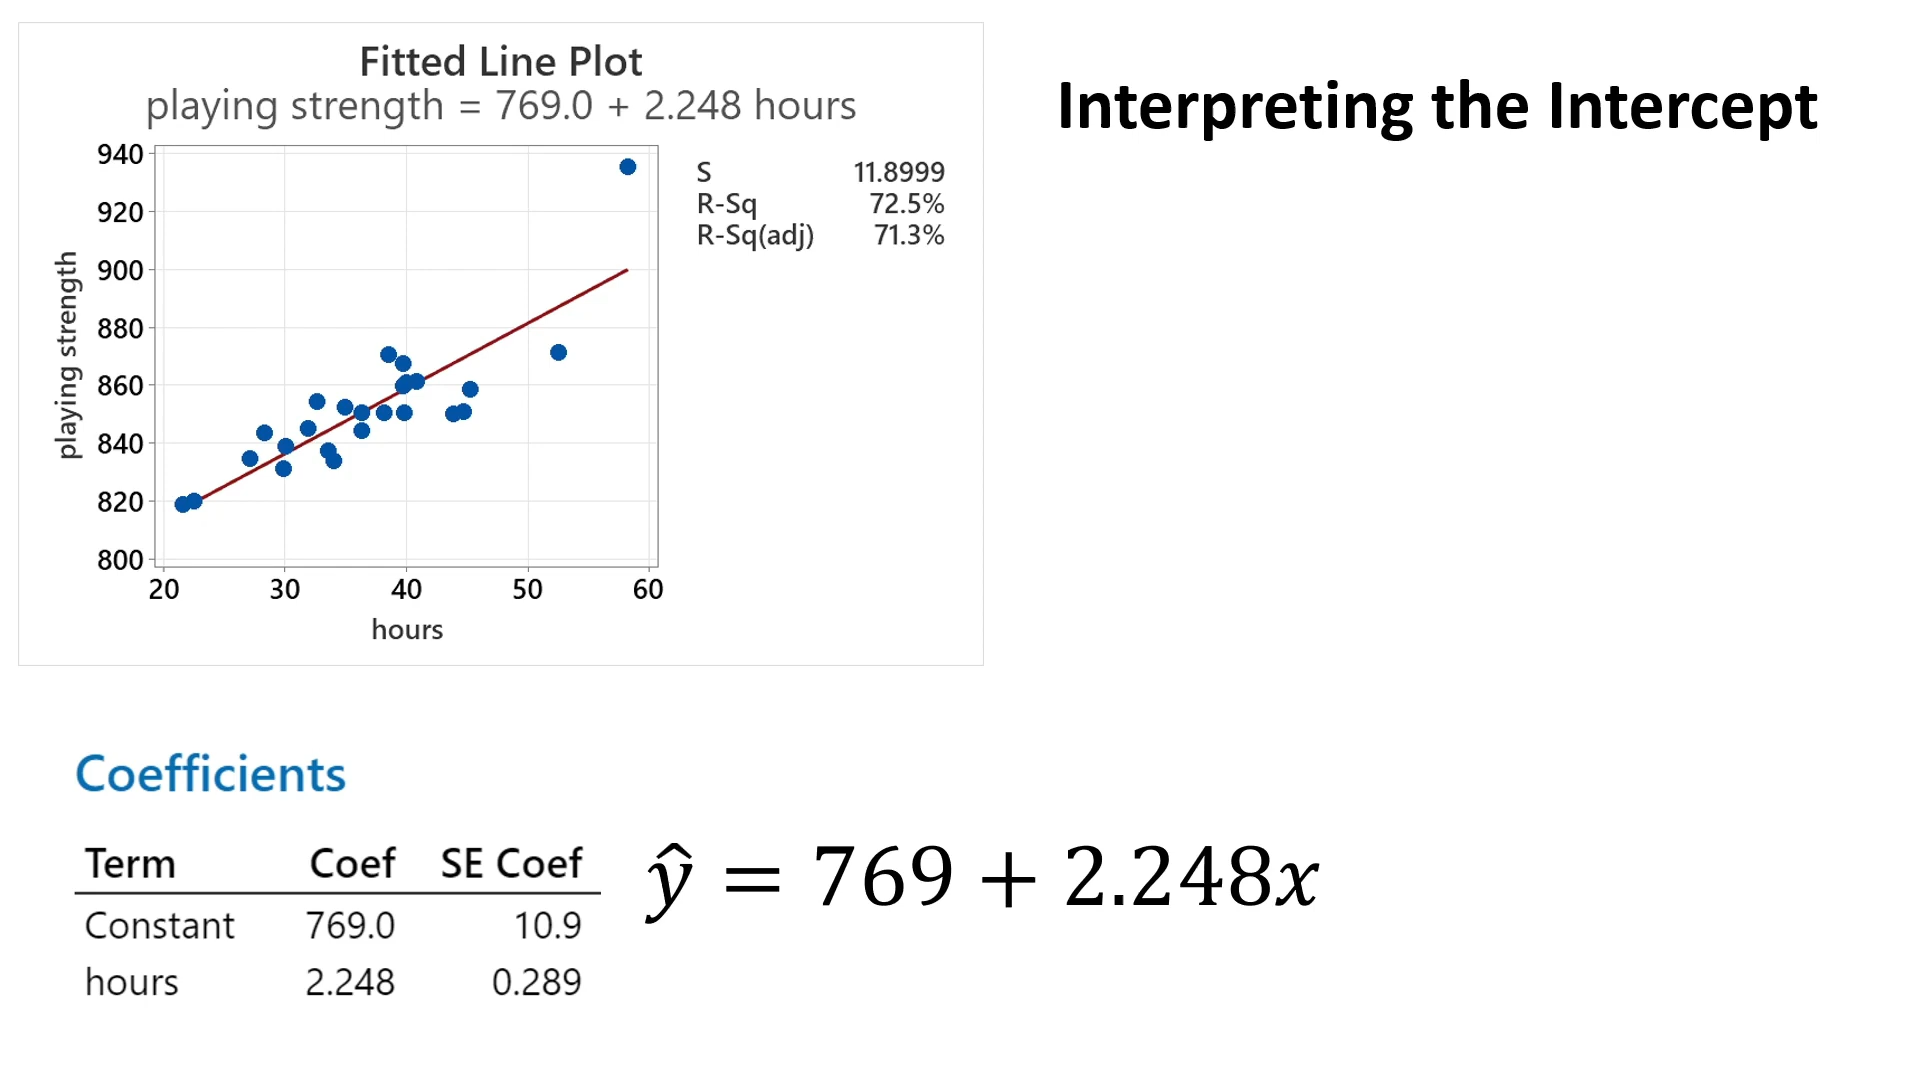 Fitted Line Plot
playing strength = 769.0 + 2.248 hours
940
920
900
880
860
840
820
800
playing strength
20 30 40 50 60
hours
S 11.8999
R-Sq 72.5%
R-Sq(adj) 71.3%
Interpreting the Intercept
Coefficients
Term Coef SE Coef
Constant 769.0 10.9
hours 2.248 0.289
ŷ = 769 + 2.248x